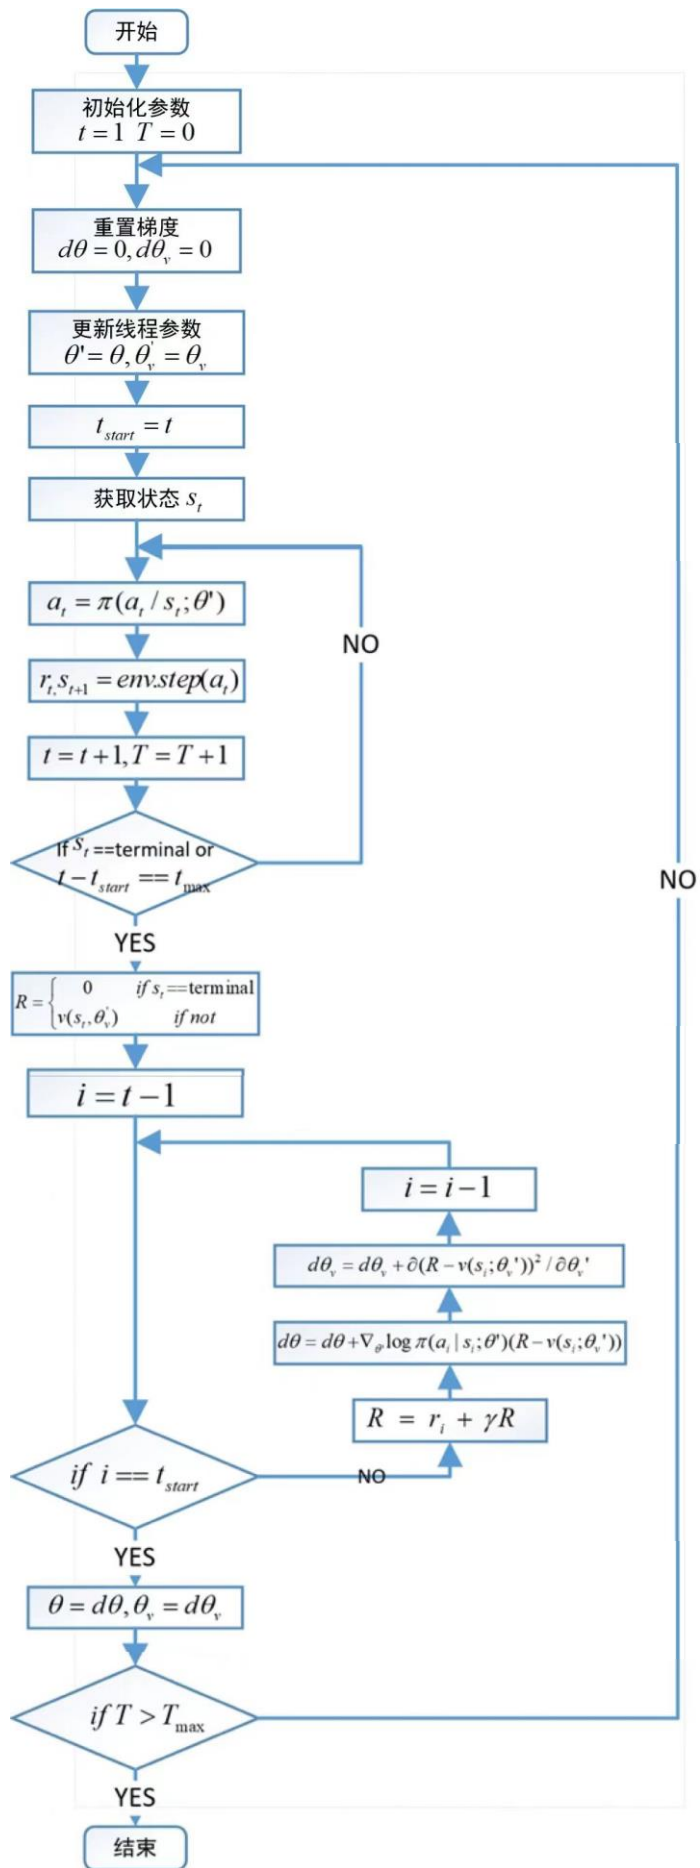 开始
初始化参数
t = 1 T = 0
重置梯度
dθ = 0, dθ_v = 0
更新线程参数
θ' = θ, θ_v' = θ_v
t_start = t
获取状态 s_t
a_t = π(a_t / s_t; θ')
NO
r_t, s_{t+1} = env.step(a_t)
t = t+1, T = T+1
If s_t ==terminal or
t − t_start == t_max
NO
YES
R = { 0 if s_t ==terminal
v(s_t, θ_v') if not
i = t − 1
i = i − 1
dθ_v = dθ_v + ∂(R − v(s_i; θ_v'))² / ∂θ_v'
dθ = dθ + ∇_θ' log π(a_i | s_i; θ')(R − v(s_i; θ_v'))
R = r_i + γR
if i == t_start
NO
YES
θ = dθ, θ_v = dθ_v
if T > T_max
YES
结束